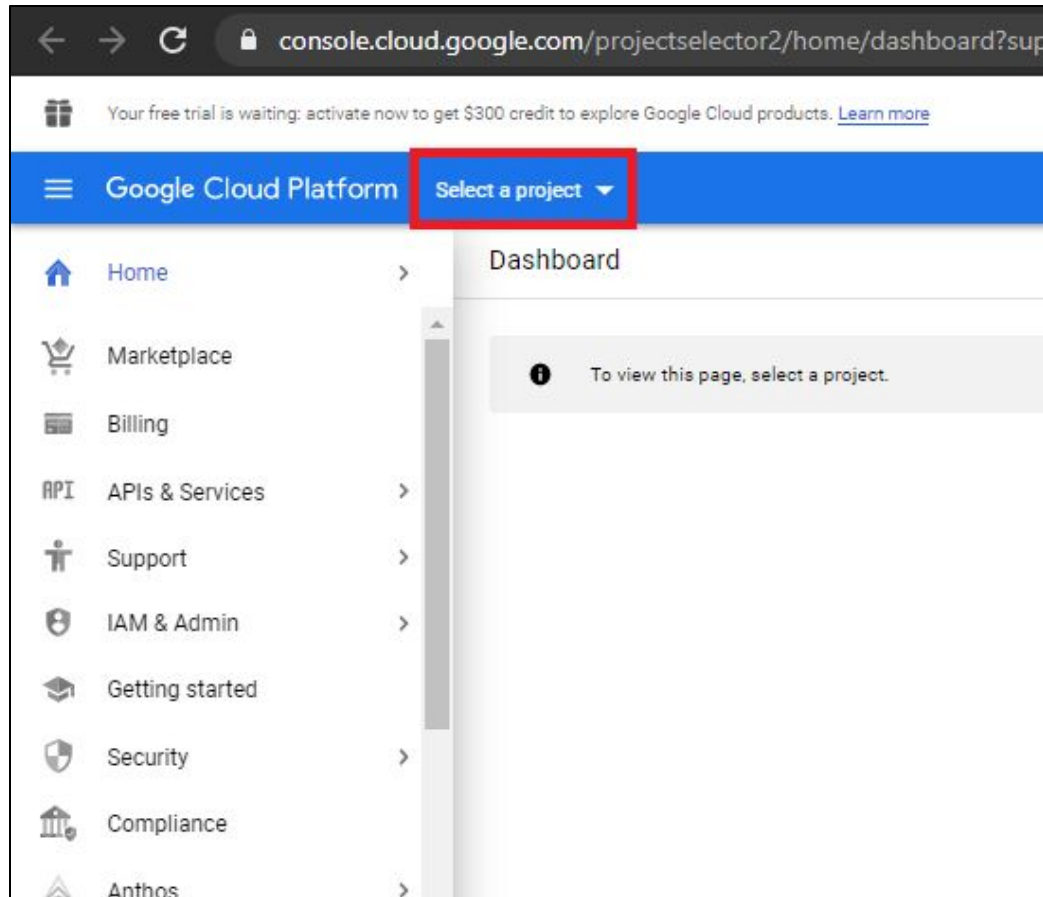 console.cloud.google.com/projectselector2/home/dashboard?sup
Your free trial is waiting: activate now to get $300 credit to explore Google Cloud products. Learn more
Google Cloud Platform Select a project
Home
Dashboard
Marketplace
To view this page, select a project.
Billing
API APIs & Services
Support
IAM & Admin
Getting started
Security
Compliance
Anthos